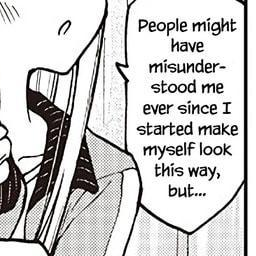 People might
have
misunder-
stood me
ever since I
started make
myself look
this way,
but...